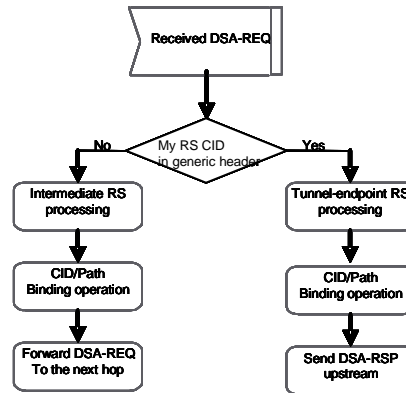 Received DSA-REQ
My RS CID
in generic header
No
Yes
Intermediate RS
processing
Tunnel-endpoint RS
processing
CID/Path
Binding operation
CID/Path
Binding operation
Forward DSA-REQ
To the next hop
Send DSA-RSP
upstream